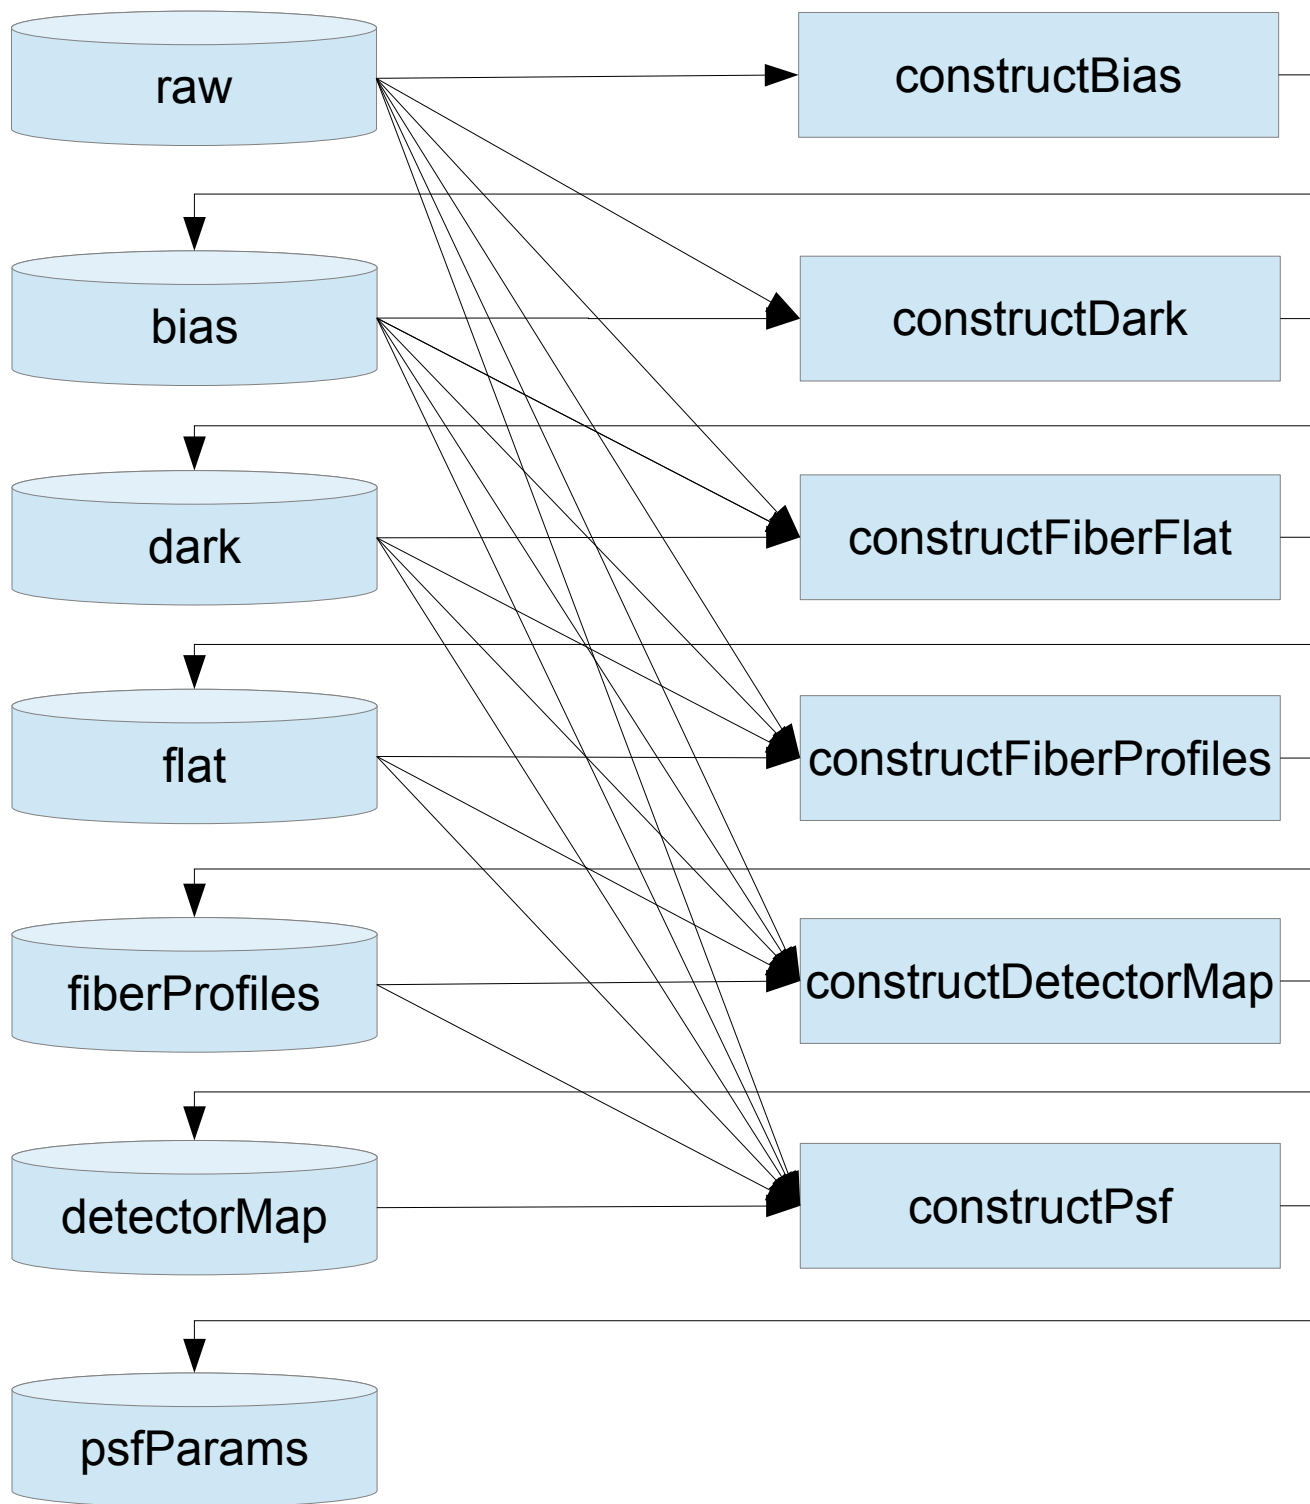 raw
constructBias
bias
constructDark
dark
constructFiberFlat
flat
constructFiberProfiles
fiberProfiles
constructDetectorMap
detectorMap
constructPsf
psfParams